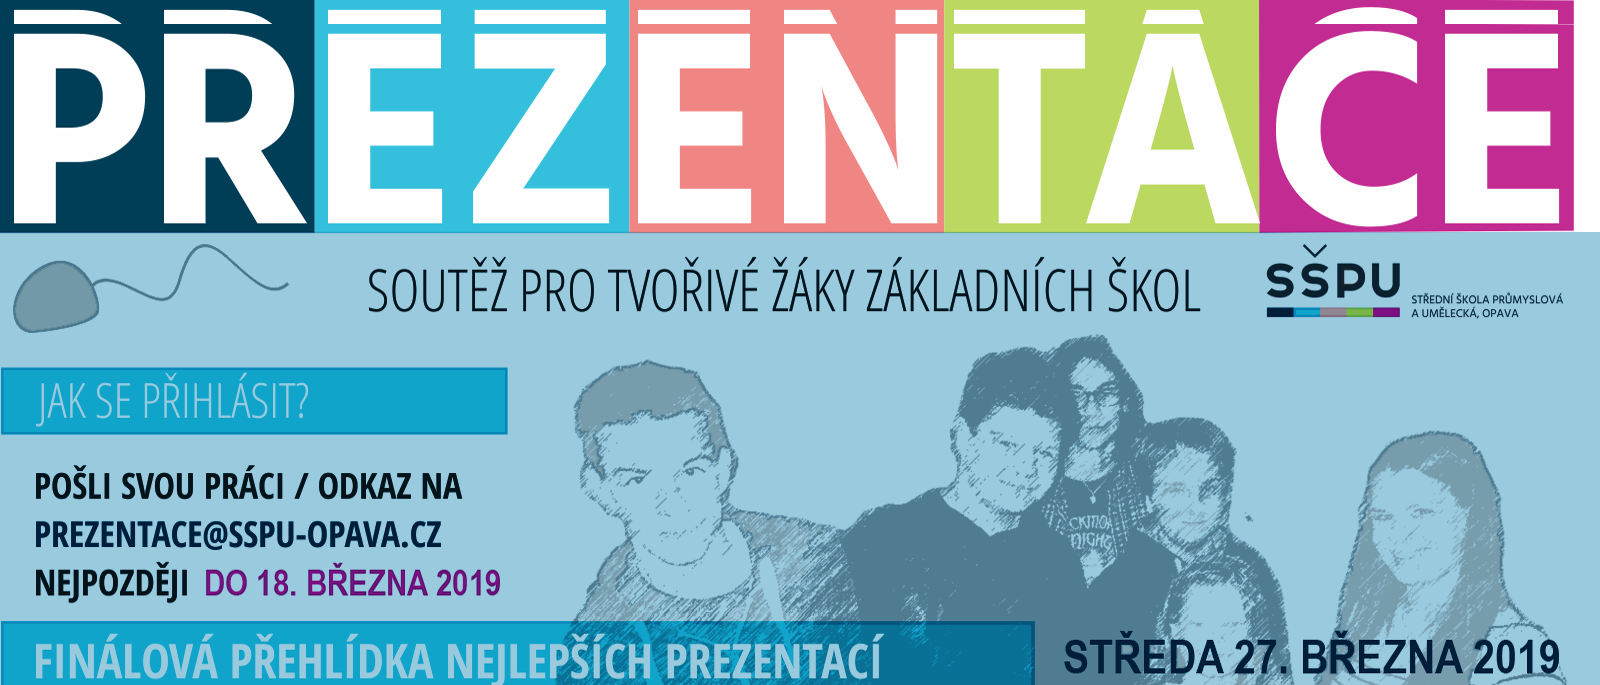 PREZENTACE
SOUTĚŽ PRO TVOŘIVÉ ŽÁKY ZÁKLADNÍCH ŠKOL
SŠPU
STŘEDNÍ ŠKOLA PRŮMYSLOVÁ
A UMĚLECKÁ, OPAVA
JAK SE PŘIHLÁSIT?
POŠLI SVOU PRÁCI / ODKAZ NA
PREZENTACE@SSPU-OPAVA.CZ
NEJPOZDĚJI DO 18. BŘEZNA 2019
NIGHT
FINÁLOVÁ PŘEHLÍDKA NEJLEPŠÍCH PREZENTACÍ
STŘEDA 27. BŘEZNA 2019